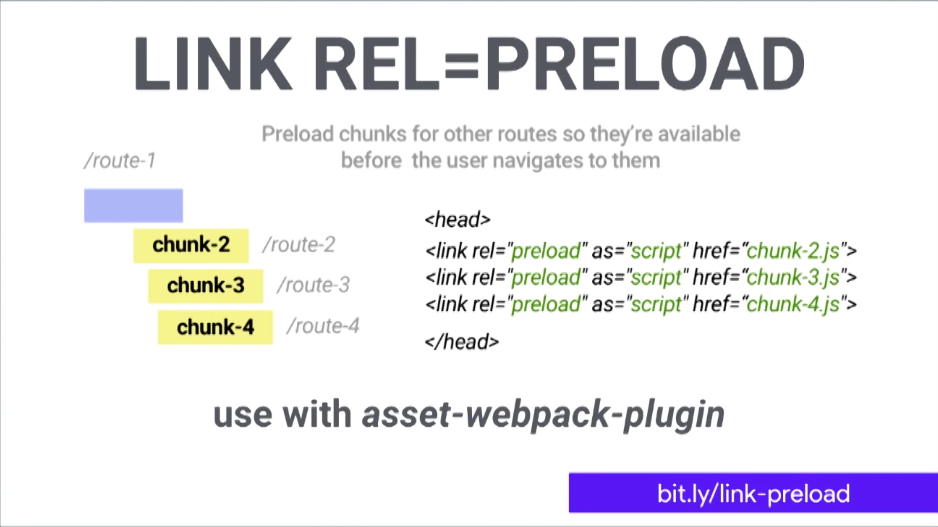 LINK REL=PRELOAD
Preload chunks for other routes so they're available
before the user navigates to them
/route-1
chunk-2 /route-2
chunk-3 /route-3
chunk-4 /route-4
<head>
<link rel="preload" as="script" href=“chunk-2.js">
<link rel="preload" as="script" href=“chunk-3.js">
<link rel="preload" as="script" href=“chunk-4.js">
</head>
use with asset-webpack-plugin
bit.ly/link-preload